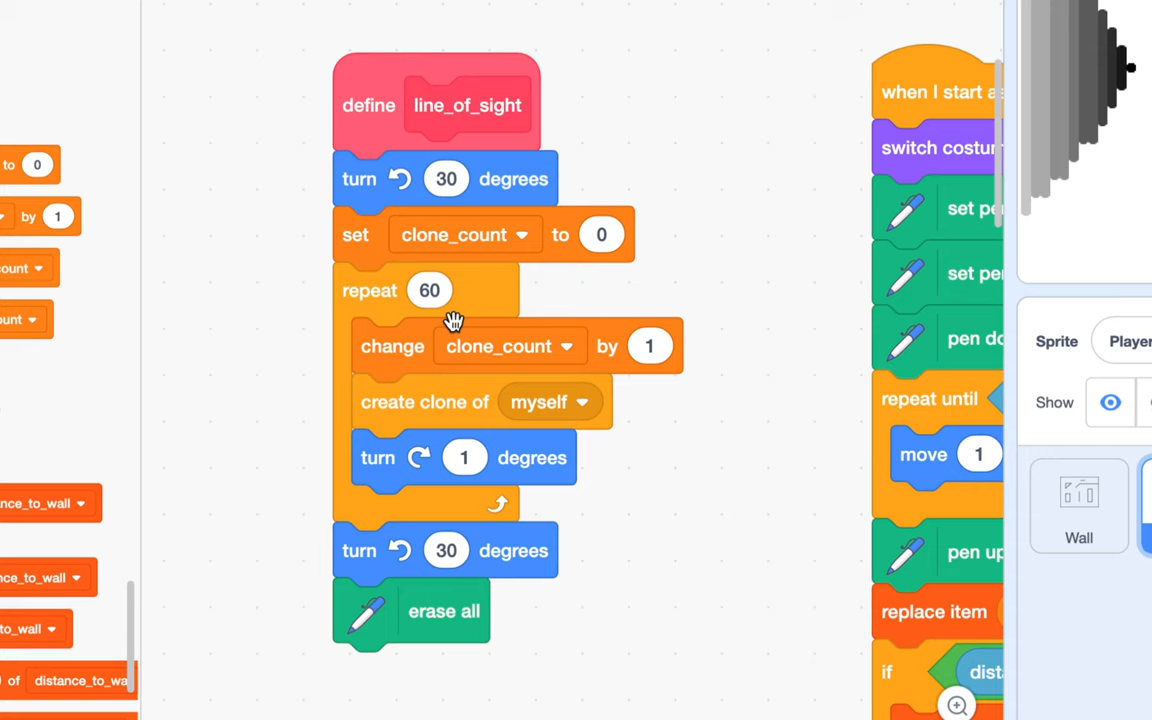 to 0
by 1
count
ount
nce_to_wall
nce_to_wall
to_wall
of distance_to_wa
define line_of_sight
turn 30 degrees
set clone_count to 0
repeat 60
change clone_count by 1
create clone of myself
turn 1 degrees
turn 30 degrees
erase all
when I start a
switch costum
set pe
set pe
pen do
repeat until
move 1
pen up
replace item
if dist
Sprite Player
Show
Wall